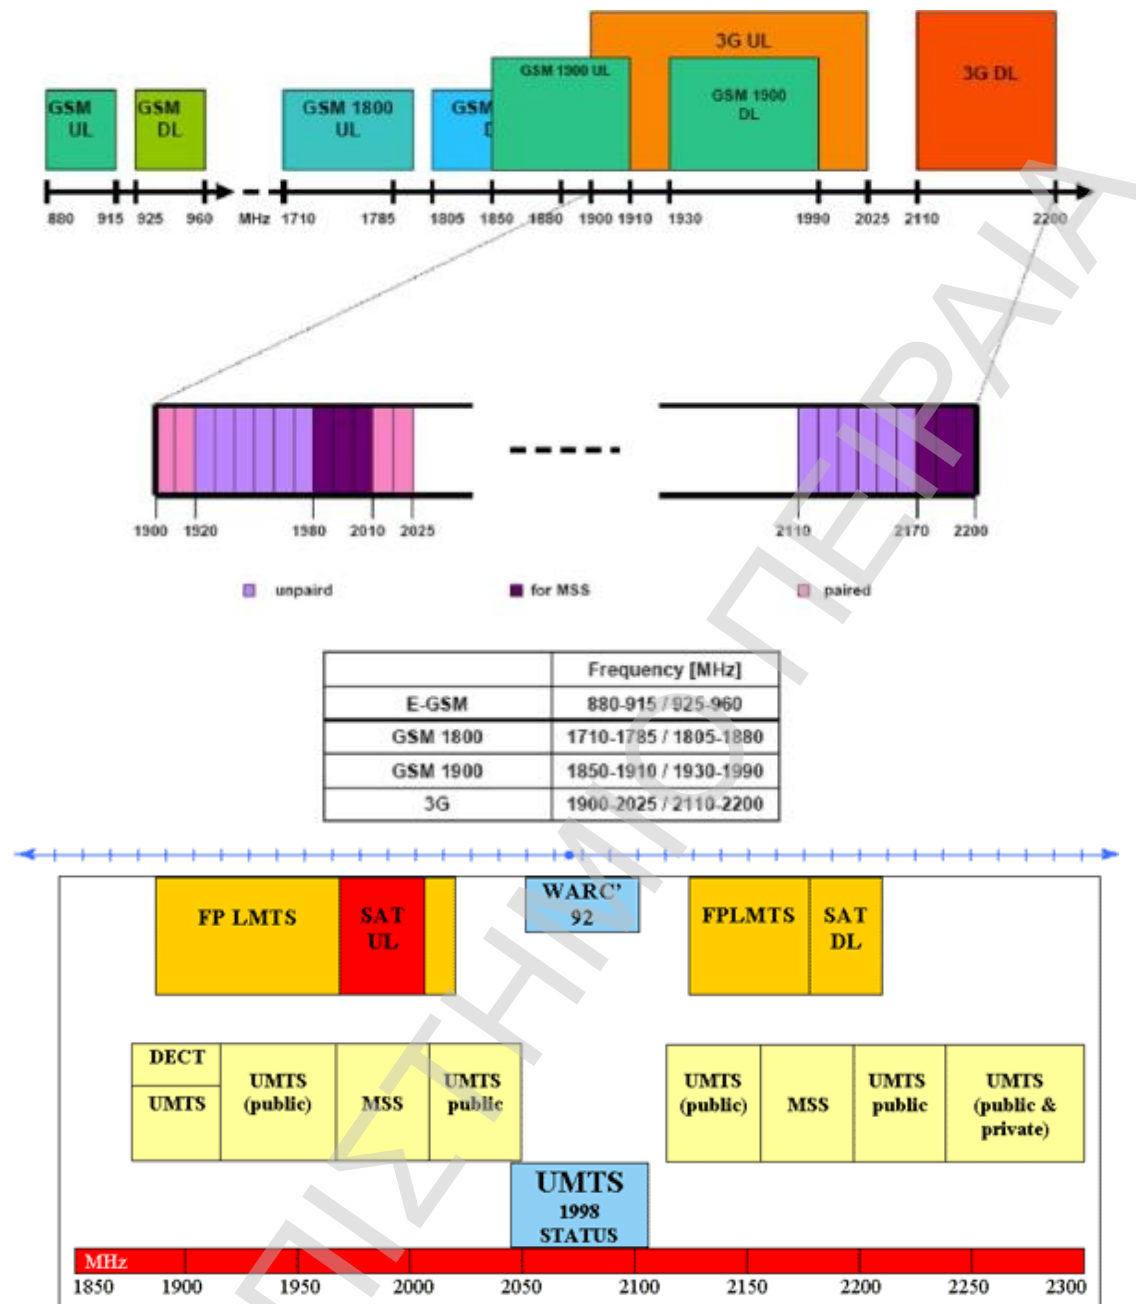 3G UL
3G DL
GSM 1900 UL
GSM 1900
DL
GSM
UL
GSM
DL
GSM 1800
UL
GSM
D
880 915 925 960 MHz 1710 1785 1805 1850 1880 1900 1910 1930 1990 2025 2110 2200
1900 1920 1980 2010 2025 2110 2170 2200
unpaird for MSS paired
Frequency [MHz]
E-GSM 880-915 / 925-960
GSM 1800 1710-1785 / 1805-1880
GSM 1900 1850-1910 / 1930-1990
3G 1900-2025 / 2110-2200
FP LMTS
SAT
UL
WARC’
92
FPLMTS
SAT
DL
DECT
UMTS
UMTS
(public)
MSS
UMTS
public
UMTS
(public)
MSS
UMTS
public
UMTS
(public &
private)
UMTS
1998
STATUS
MHz
1850 1900 1950 2000 2050 2100 2150 2200 2250 2300
ΠΙΣΤΗΜΙΟ ΠΕΙΡΑΙΑ